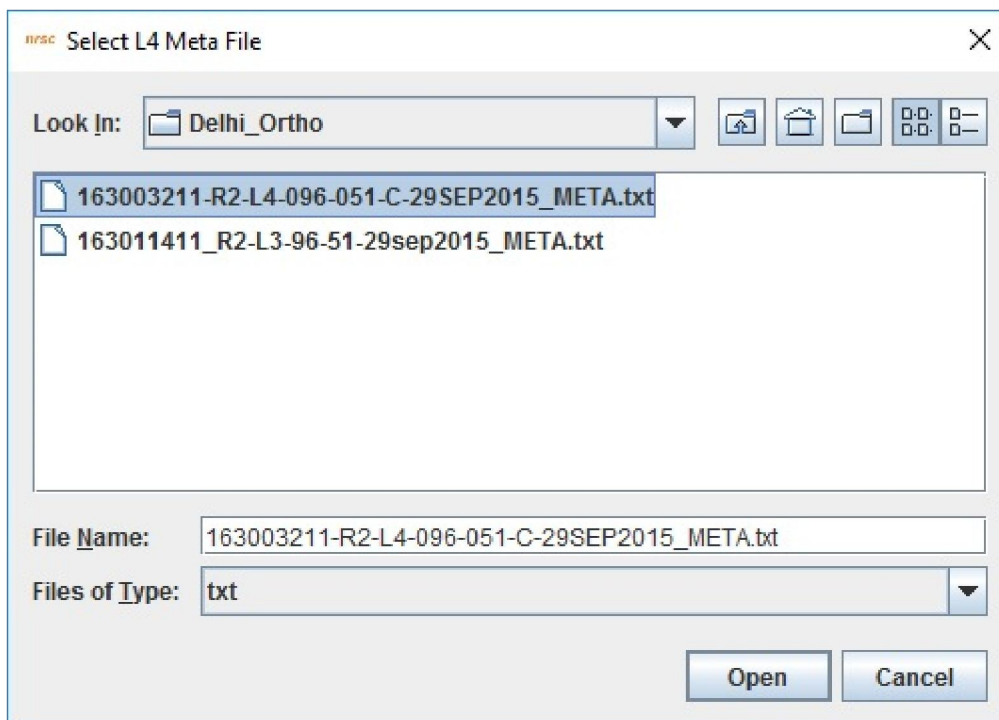 nrsc Select L4 Meta File
Look In: Delhi_Ortho
163003211-R2-L4-096-051-C-29SEP2015_META.txt
163011411_R2-L3-96-51-29sep2015_META.txt
File Name: 163003211-R2-L4-096-051-C-29SEP2015_META.txt
Files of Type: txt
Open Cancel